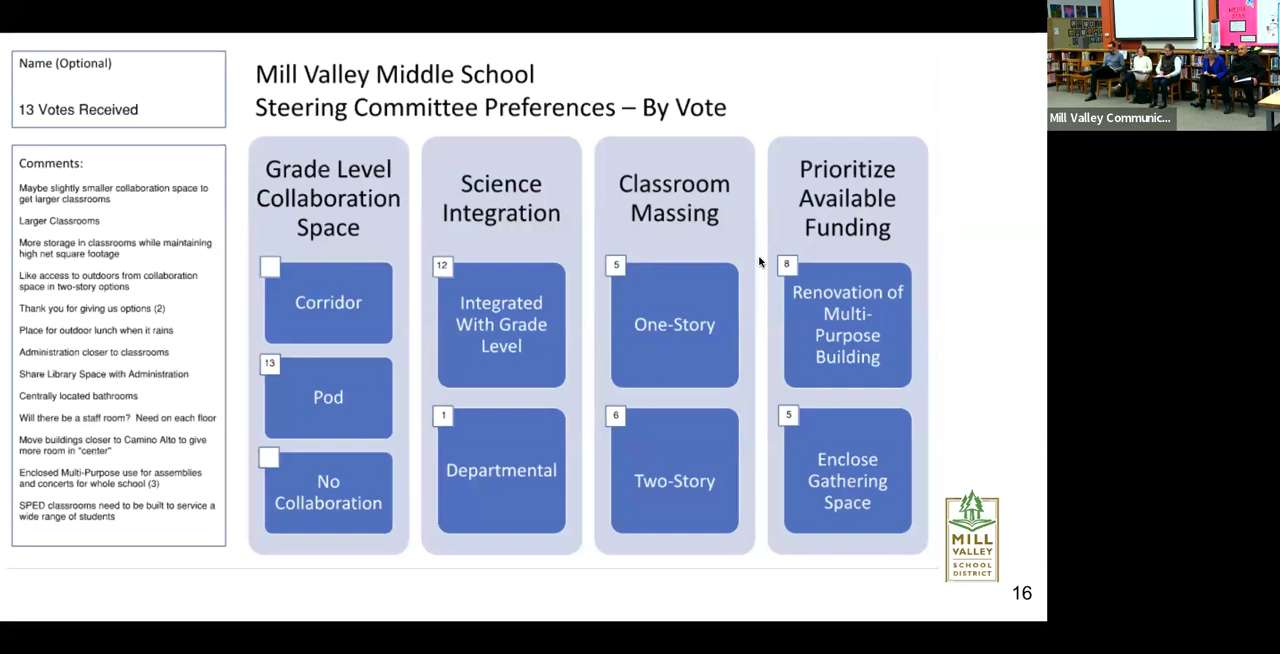 Name (Optional)
13 Votes Received
Comments:
Maybe slightly smaller collaboration space to
get larger classrooms
Larger Classrooms
More storage in classrooms while maintaining
high net square footage
Like access to outdoors from collaboration
space in two-story options
Thank you for giving us options (2)
Place for outdoor lunch when it rains
Administration closer to classrooms
Share Library Space with Administration
Centrally located bathrooms
Will there be a staff room? Need on each floor
Move buildings closer to Camino Alto to give
more room in "center"
Enclosed Multi-Purpose use for assemblies
and concerts for whole school (3)
SPED classrooms need to be built to service a
wide range of students
Mill Valley Middle School
Steering Committee Preferences – By Vote
Grade Level
Collaboration
Space
Corridor
13
Pod
No
Collaboration
Science
Integration
12
Integrated
With Grade
Level
1
Departmental
Classroom
Massing
5
One-Story
6
Two-Story
Prioritize
Available
Funding
8
Renovation of
Multi-
Purpose
Building
5
Enclose
Gathering
Space
MILL
VALLEY
SCHOOL
DISTRICT
16
MEDIA
Mill Valley Communic...